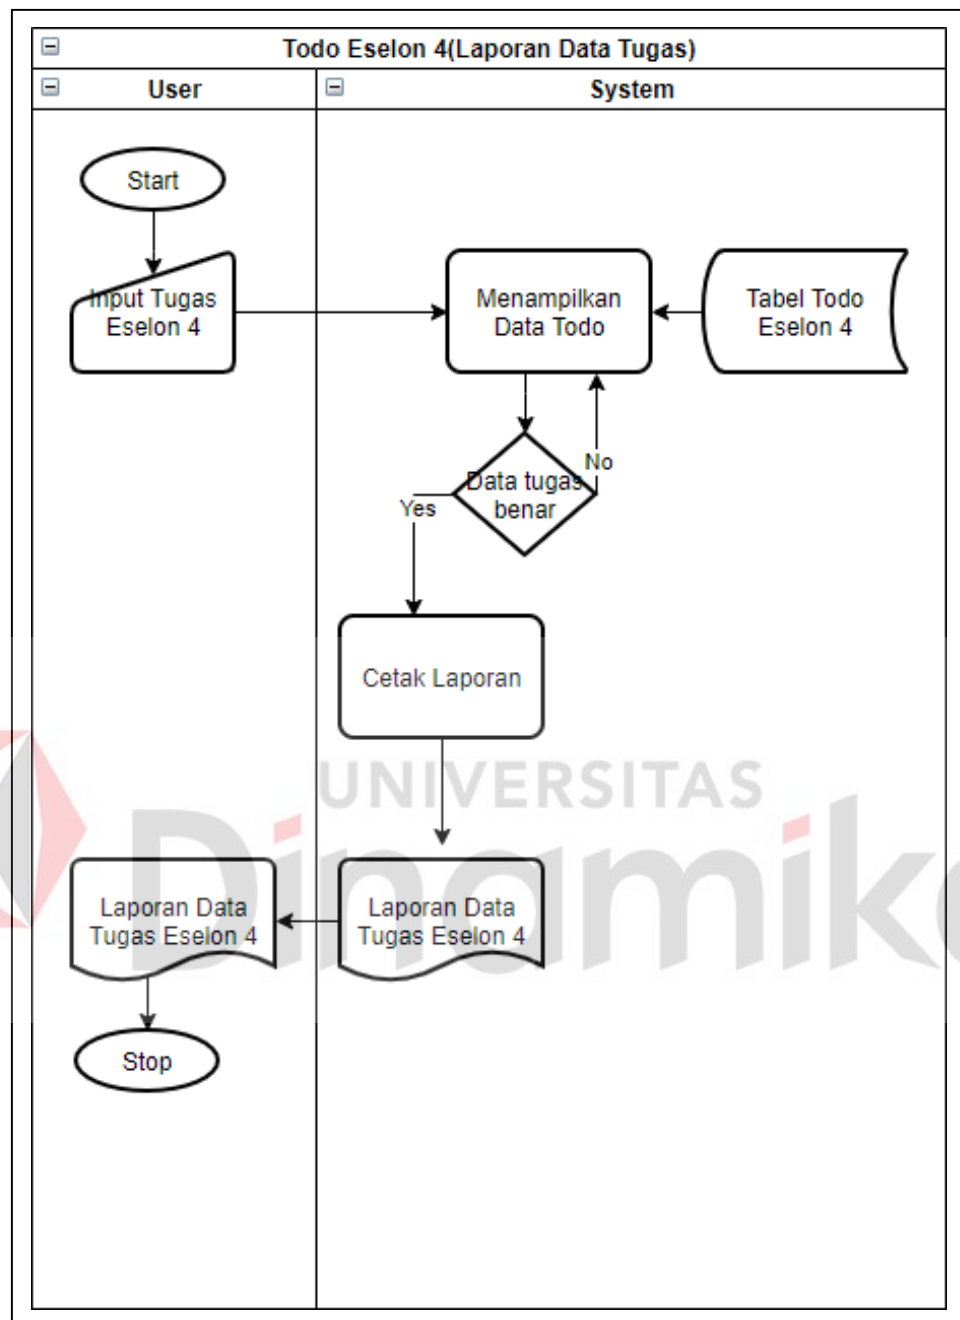 Todo Eselon 4(Laporan Data Tugas)
User
System
Start
Input Tugas
Eselon 4
Menampilkan
Data Todo
Tabel Todo
Eselon 4
Data tugas
benar
No
Yes
Cetak Laporan
UNIVERSITAS
Dinamika
Laporan Data
Tugas Eselon 4
Laporan Data
Tugas Eselon 4
Stop